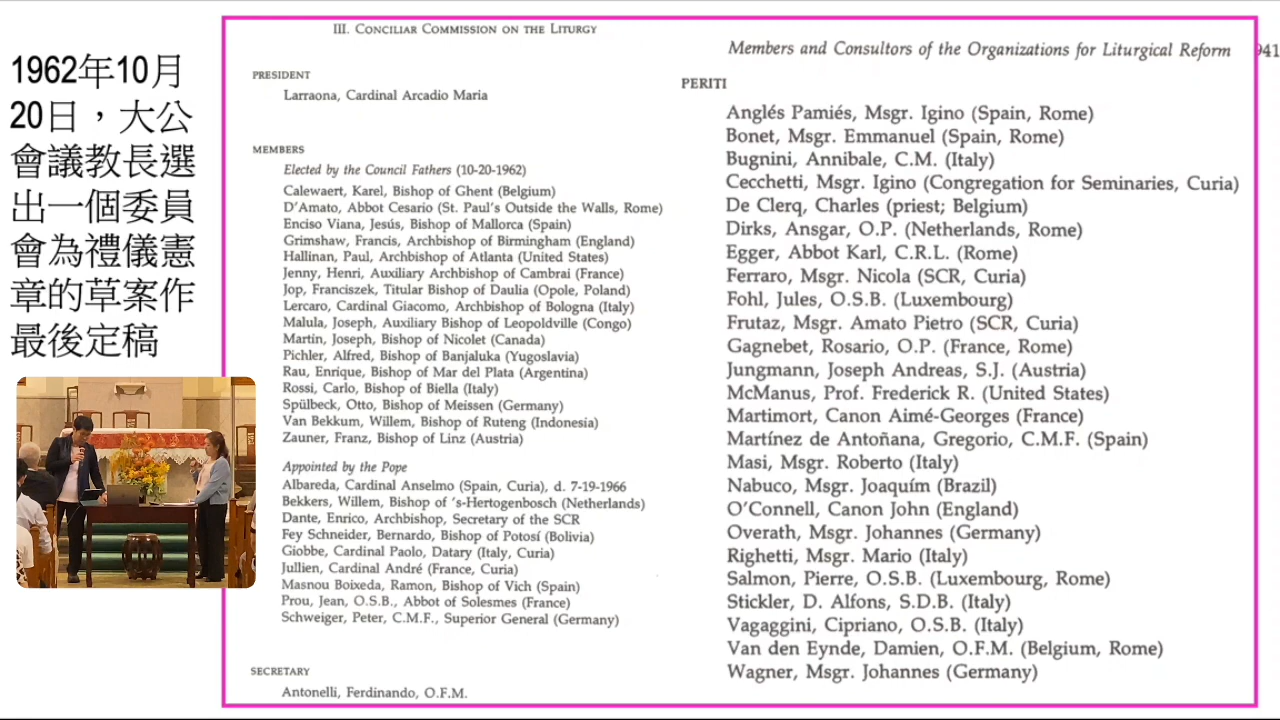 1962年10月
20日，大公
會議教長選
出一個委員
會為禮儀憲
章的草案作
最後定稿
III. CONCILIAR COMMISSION ON THE LITURGY
PRESIDENT
Larraona, Cardinal Arcadio Maria
MEMBERS
Elected by the Council Fathers (10-20-1962)
Calewaert, Karel, Bishop of Ghent (Belgium)
D'Amato, Abbot Cesario (St. Paul's Outside the Walls, Rome)
Enciso Viana, Jesús, Bishop of Mallorca (Spain)
Grimshaw, Francis, Archbishop of Birmingham (England)
Hallinan, Paul, Archbishop of Atlanta (United States)
Jenny, Henri, Auxiliary Archbishop of Cambrai (France)
Jop, Franciszek, Titular Bishop of Daulia (Opole, Poland)
Lercaro, Cardinal Giacomo, Archbishop of Bologna (Italy)
Malula, Joseph, Auxiliary Bishop of Leopoldville (Congo)
Martin, Joseph, Bishop of Nicolet (Canada)
Pichler, Alfred, Bishop of Banjaluka (Yugoslavia)
Rau, Enrique, Bishop of Mar del Plata (Argentina)
Rossi, Carlo, Bishop of Biella (Italy)
Spülbeck, Otto, Bishop of Meissen (Germany)
Van Bekkum, Willem, Bishop of Ruteng (Indonesia)
Zauner, Franz, Bishop of Linz (Austria)
Appointed by the Pope
Albareda, Cardinal Anselmo (Spain, Curia), d. 7-19-1966
Bekkers, Willem, Bishop of 's-Hertogenbosch (Netherlands)
Dante, Enrico, Archbishop, Secretary of the SCR
Fey Schneider, Bernardo, Bishop of Potosí (Bolivia)
Giobbe, Cardinal Paolo, Datary (Italy, Curia)
Jullien, Cardinal André (France, Curia)
Masnou Boixeda, Ramon, Bishop of Vich (Spain)
Prou, Jean, O.S.B., Abbot of Solesmes (France)
Schweiger, Peter, C.M.F., Superior General (Germany)
SECRETARY
Antonelli, Ferdinando, O.F.M.
Members and Consultors of the Organizations for Liturgical Reform 941
PERITI
Anglés Pamiés, Msgr. Igino (Spain, Rome)
Bonet, Msgr. Emmanuel (Spain, Rome)
Bugnini, Annibale, C.M. (Italy)
Cecchetti, Msgr. Igino (Congregation for Seminaries, Curia)
De Clerq, Charles (priest; Belgium)
Dirks, Ansgar, O.P. (Netherlands, Rome)
Egger, Abbot Karl, C.R.L. (Rome)
Ferraro, Msgr. Nicola (SCR, Curia)
Fohl, Jules, O.S.B. (Luxembourg)
Frutaz, Msgr. Amato Pietro (SCR, Curia)
Gagnebet, Rosario, O.P. (France, Rome)
Jungmann, Joseph Andreas, S.J. (Austria)
McManus, Prof. Frederick R. (United States)
Martimort, Canon Aimé-Georges (France)
Martínez de Antoñana, Gregorio, C.M.F. (Spain)
Masi, Msgr. Roberto (Italy)
Nabuco, Msgr. Joaquím (Brazil)
O'Connell, Canon John (England)
Overath, Msgr. Johannes (Germany)
Righetti, Msgr. Mario (Italy)
Salmon, Pierre, O.S.B. (Luxembourg, Rome)
Stickler, D. Alfons, S.D.B. (Italy)
Vagaggini, Cipriano, O.S.B. (Italy)
Van den Eynde, Damien, O.F.M. (Belgium, Rome)
Wagner, Msgr. Johannes (Germany)